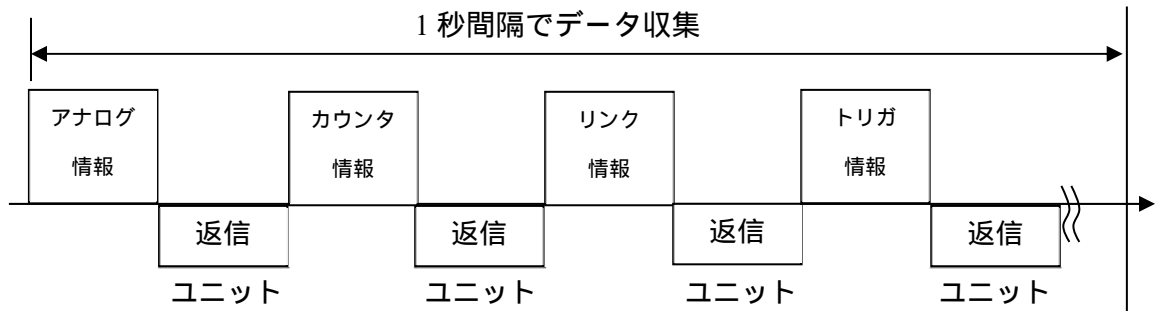 1 秒間隔でデータ収集
アナログ
情報
カウンタ
情報
リンク
情報
トリガ
情報
返信
返信
返信
返信
ユニット
ユニット
ユニット
ユニット